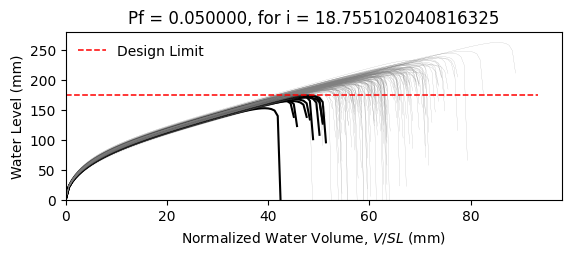 Pf = 0.050000, for i = 18.755102040816325
Water Level (mm)
250
200
150
100
50
0
Design Limit
0 20 40 60 80
Normalized Water Volume, V/SL (mm)